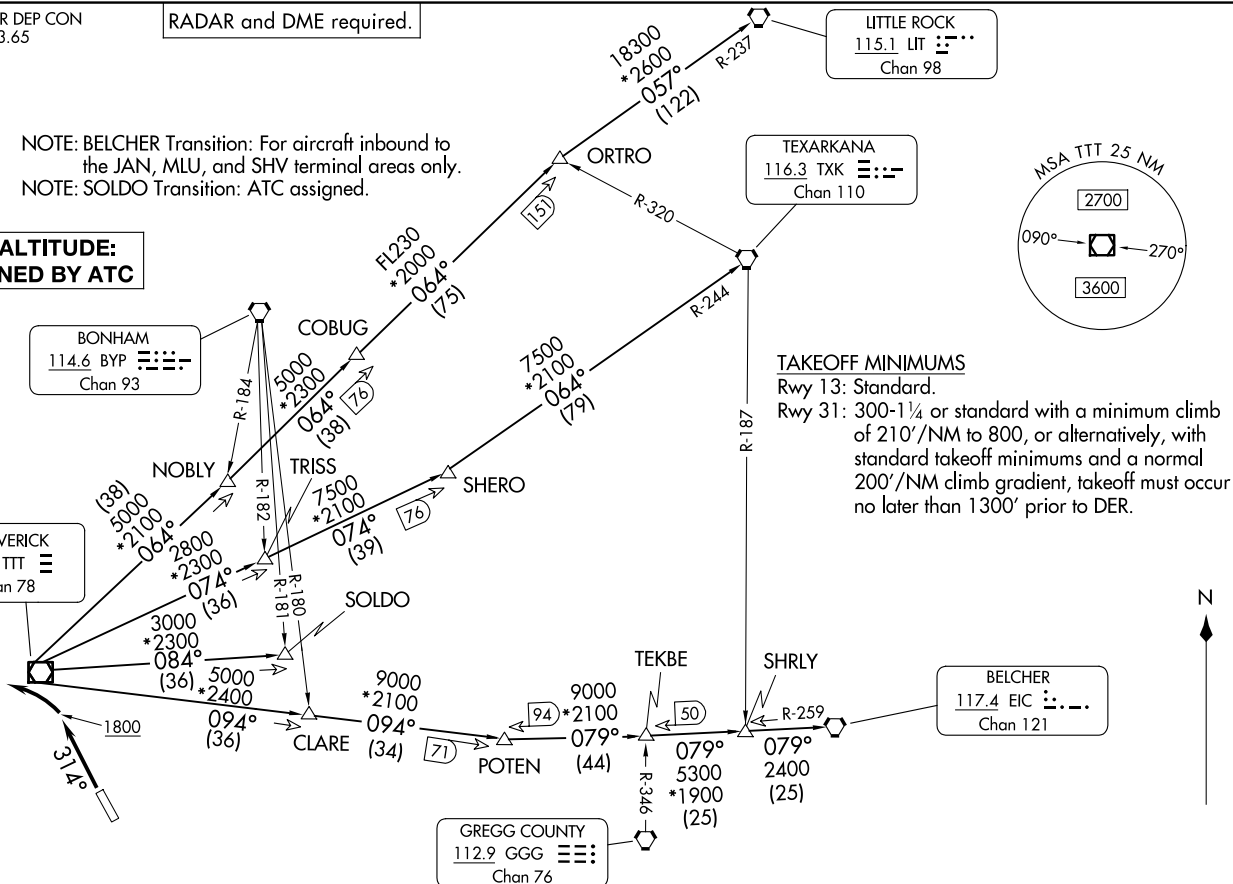 R DEP CON
3.65
RADAR and DME required.
LITTLE ROCK
115.1 LIT
Chan 98
18300
*2600
057°
(122)
R-237
NOTE: BELCHER Transition: For aircraft inbound to
the JAN, MLU, and SHV terminal areas only.
NOTE: SOLDO Transition: ATC assigned.
ORTRO
TEXARKANA
116.3 TXK
Chan 110
MSA TTT 25 NM
2700
090°
270°
3600
R-320
151
ALTITUDE:
NED BY ATC
FL230
*2000
064°
(75)
R-244
BONHAM
114.6 BYP
Chan 93
COBUG
5000
*2300
064°
(38)
76
R-184
7500
*2100
064°
(79)
TAKEOFF MINIMUMS
Rwy 13: Standard.
Rwy 31: 300-1¼ or standard with a minimum climb
of 210'/NM to 800, or alternatively, with
standard takeoff minimums and a normal
200'/NM climb gradient, takeoff must occur
no later than 1300' prior to DER.
R-187
NOBLY
TRISS
SHERO
R-182
7500
*2100
074°
(39)
76
(38)
5000
*2100
064°
VERICK
TTT
an 78
2800
*2300
074°
(36)
R-181
R-180
SOLDO
3000
*2300
084°
(36)
N
5000
*2400
094°
(36)
CLARE
9000
*2100
094°
(34)
71
POTEN
94
9000
*2100
079°
(44)
TEKBE
50
SHRLY
R-259
BELCHER
117.4 EIC
Chan 121
079°
5300
*1900
(25)
079°
2400
(25)
1800
314°
R-346
GREGG COUNTY
112.9 GGG
Chan 76